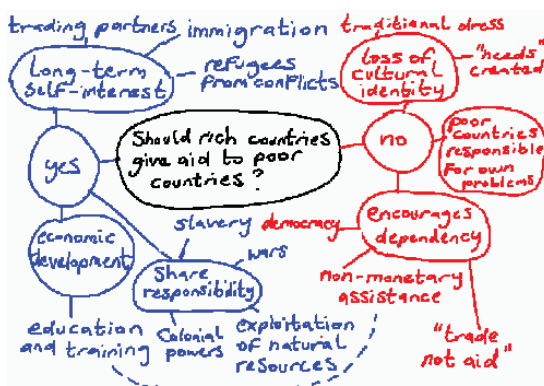 trading partners
immigration
long-term
self-interest
refugees
from conflicts
yes
Should rich countries
give aid to poor
countries?
economic
development
education
and training
Share
responsibility
slavery
wars
Colonial
powers
exploitation
of natural
resources
no
traditional dress
loss of
cultural
identity
"needs"
created
poor
countries
responsible
for own
problems
encourages
dependency
democracy
non-monetary
assistance
"trade
not aid"